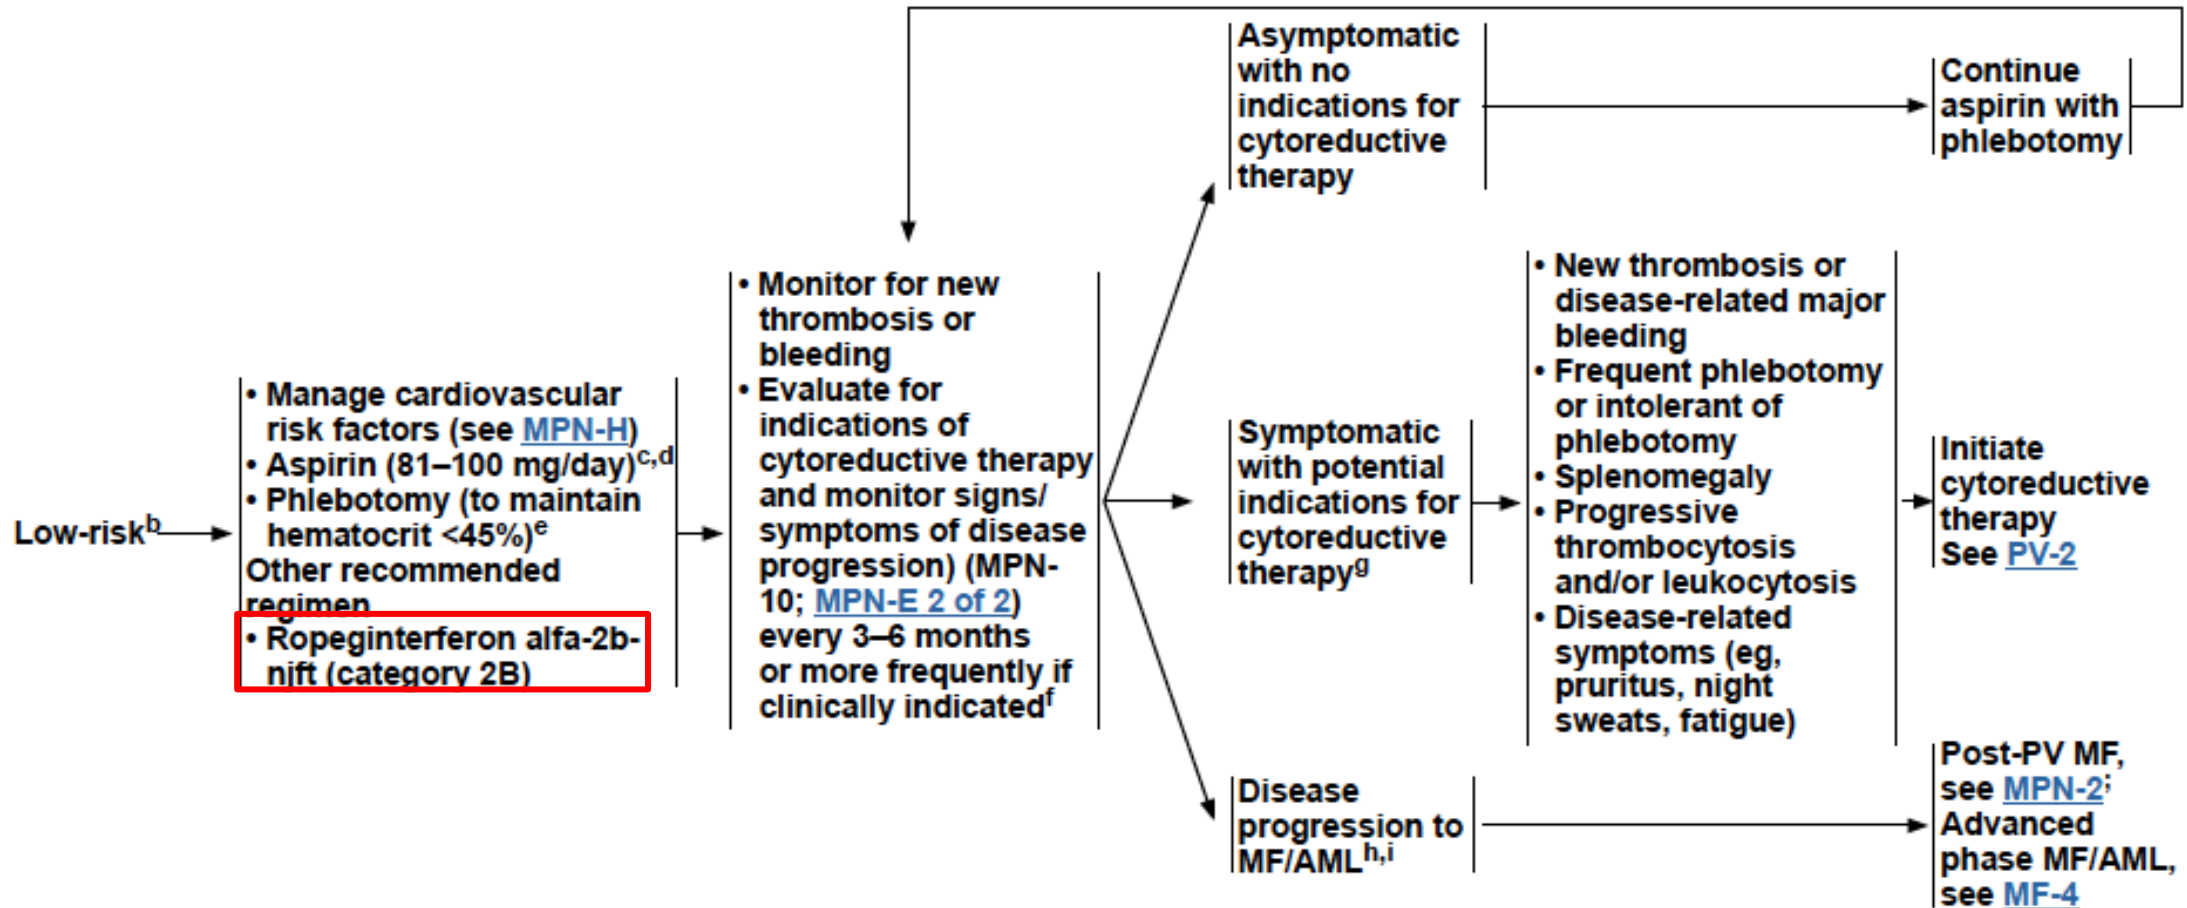 Low-riskb
• Manage cardiovascular
risk factors (see MPN-H)
• Aspirin (81–100 mg/day)c,d
• Phlebotomy (to maintain
hematocrit <45%)e
Other recommended
regimen
• Ropeginterferon alfa-2b-
njft (category 2B)
• Monitor for new
thrombosis or
bleeding
• Evaluate for
indications of
cytoreductive therapy
and monitor signs/
symptoms of disease
progression) (MPN-
10; MPN-E 2 of 2)
every 3–6 months
or more frequently if
clinically indicatedf
Asymptomatic
with no
indications for
cytoreductive
therapy
Continue
aspirin with
phlebotomy
Symptomatic
with potential
indications for
cytoreductive
therapyg
• New thrombosis or
disease-related major
bleeding
• Frequent phlebotomy
or intolerant of
phlebotomy
• Splenomegaly
• Progressive
thrombocytosis
and/or leukocytosis
• Disease-related
symptoms (eg,
pruritus, night
sweats, fatigue)
Initiate
cytoreductive
therapy
See PV-2
Disease
progression to
MF/AMLh,i
Post-PV MF,
see MPN-2;
Advanced
phase MF/AML,
see MF-4